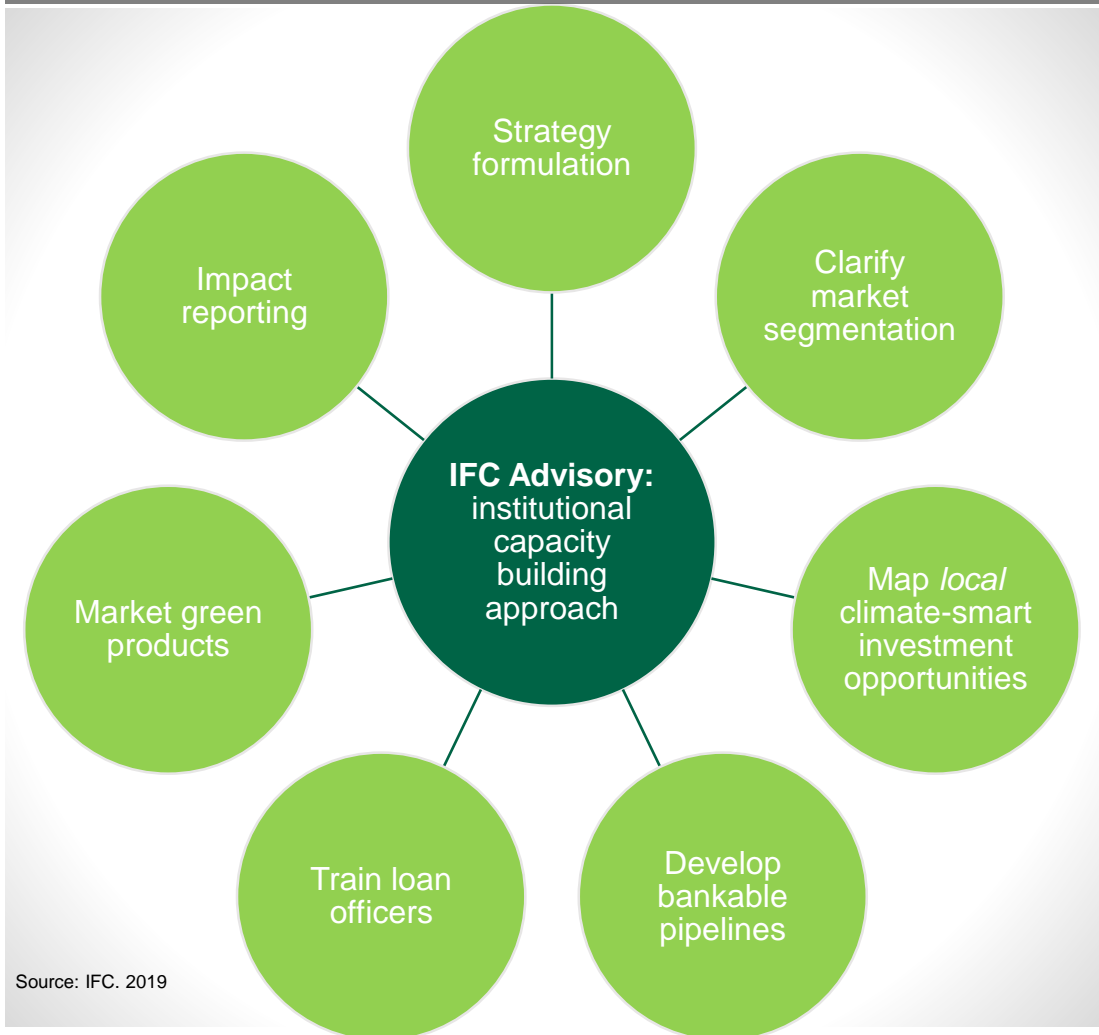 Strategy
formulation
Clarify
market
segmentation
Map local
climate-smart
investment
opportunities
Develop
bankable
pipelines
Train loan
officers
Market green
products
Impact
reporting
IFC Advisory:
institutional
capacity
building
approach
Source: IFC. 2019